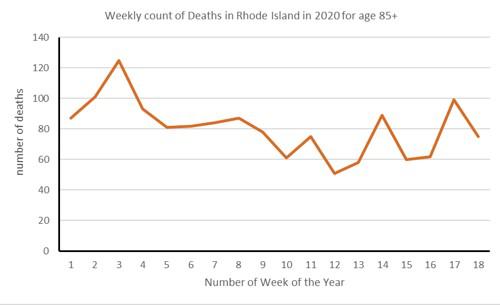 Weekly count of Deaths in Rhode Island in 2020 for age 85+
number of deaths
140
120
100
80
60
40
20
0
1 2 3 4 5 6 7 8 9 10 11 12 13 14 15 16 17 18
Number of Week of the Year